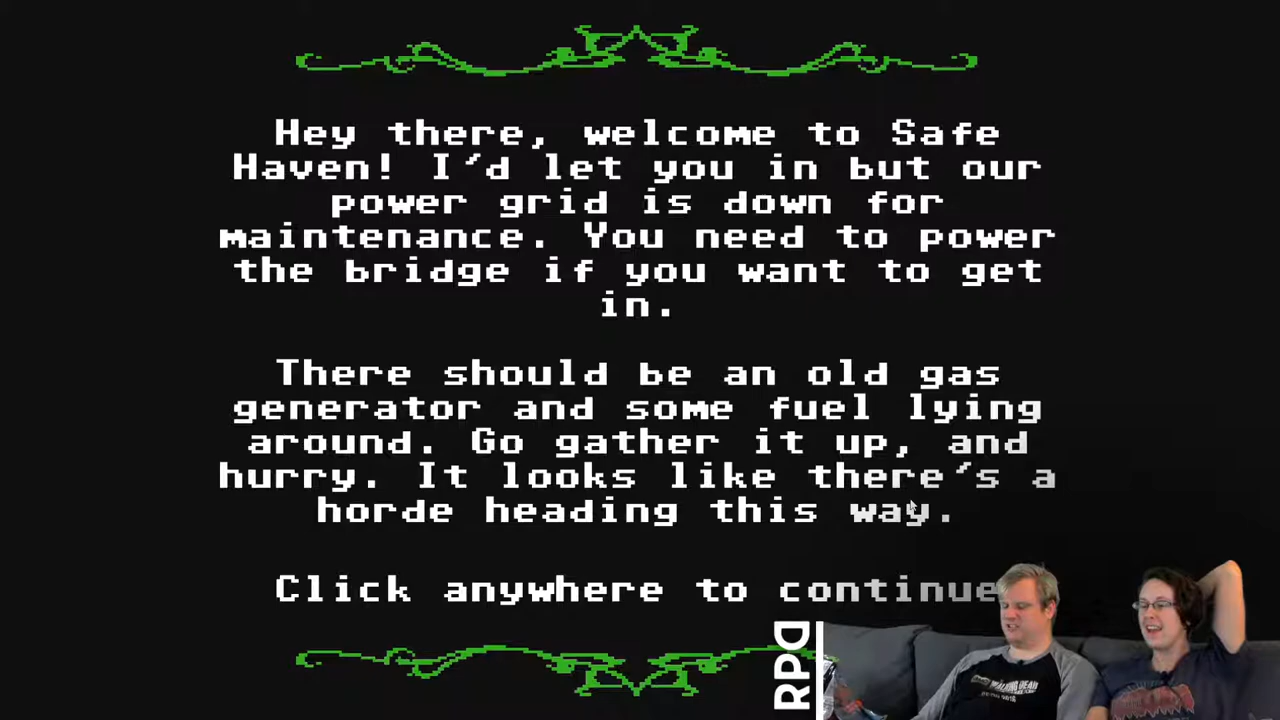 Hey there, welcome to Safe
Haven! I'd let you in but our
power grid is down for
maintenance. You need to power
the bridge if you want to get
in.
There should be an old gas
generator and some fuel lying
around. Go gather it up, and
hurry. It looks like there's a
horde heading this way.
Click anywhere to continue
RPD
WALKING DEAD